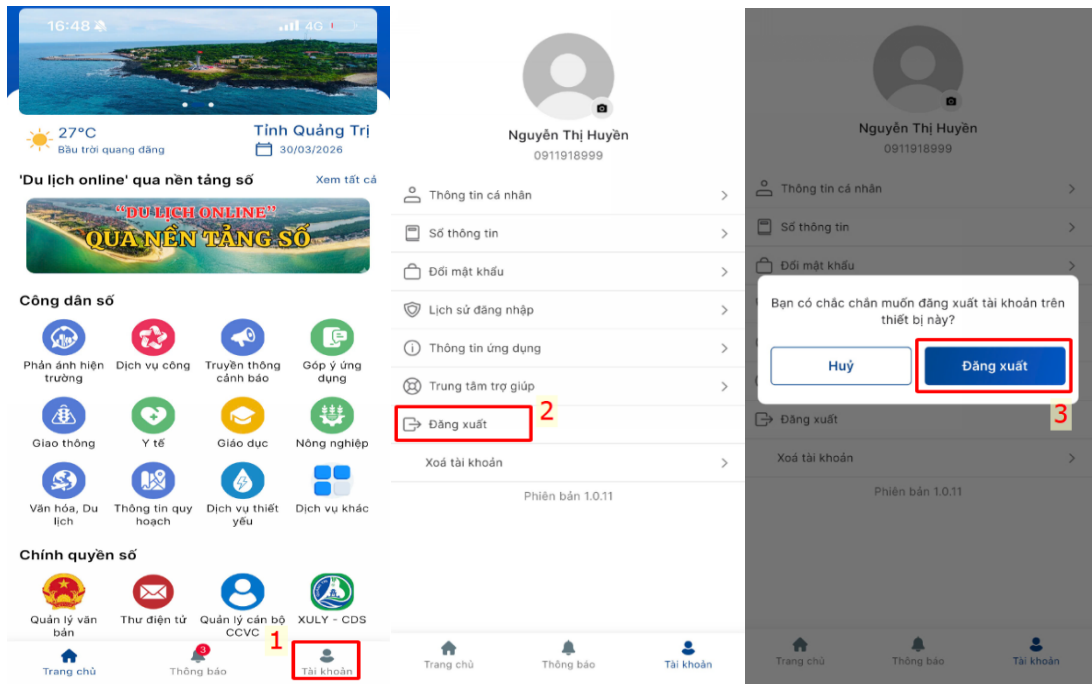 16:48
4G
27°C
Bầu trời quang đãng
Tỉnh Quảng Trị
30/03/2026
'Du lịch online' qua nền tảng số
Xem tất cả
“DU LỊCH ONLINE”
QUA NỀN TẢNG SỐ
Công dân số
Phản ánh hiện
trường
Dịch vụ công
Truyền thông
cảnh báo
Góp ý ứng
dụng
Giao thông
Y tế
Giáo dục
Nông nghiệp
Văn hóa, Du
lịch
Thông tin quy
hoạch
Dịch vụ thiết
yếu
Dịch vụ khác
Chính quyền số
Quản lý văn
bản
Thư điện tử
Quản lý cán bộ
CCVC
XULY - CDS
1
Trang chủ
3
Thông báo
Tài khoản
Nguyễn Thị Huyền
0911918999
Thông tin cá nhân
Sổ thông tin
Đổi mật khẩu
Lịch sử đăng nhập
Thông tin ứng dụng
Trung tâm trợ giúp
Đăng xuất
2
Xoá tài khoản
Phiên bản 1.0.11
Trang chủ
Thông báo
Tài khoản
Nguyễn Thị Huyền
0911918999
Thông tin cá nhân
Sổ thông tin
Đổi mật khẩu
Bạn có chắc chắn muốn đăng xuất tài khoản trên
thiết bị này?
Huỷ
Đăng xuất
3
Đăng xuất
Xoá tài khoản
Phiên bản 1.0.11
Trang chủ
Thông báo
Tài khoản